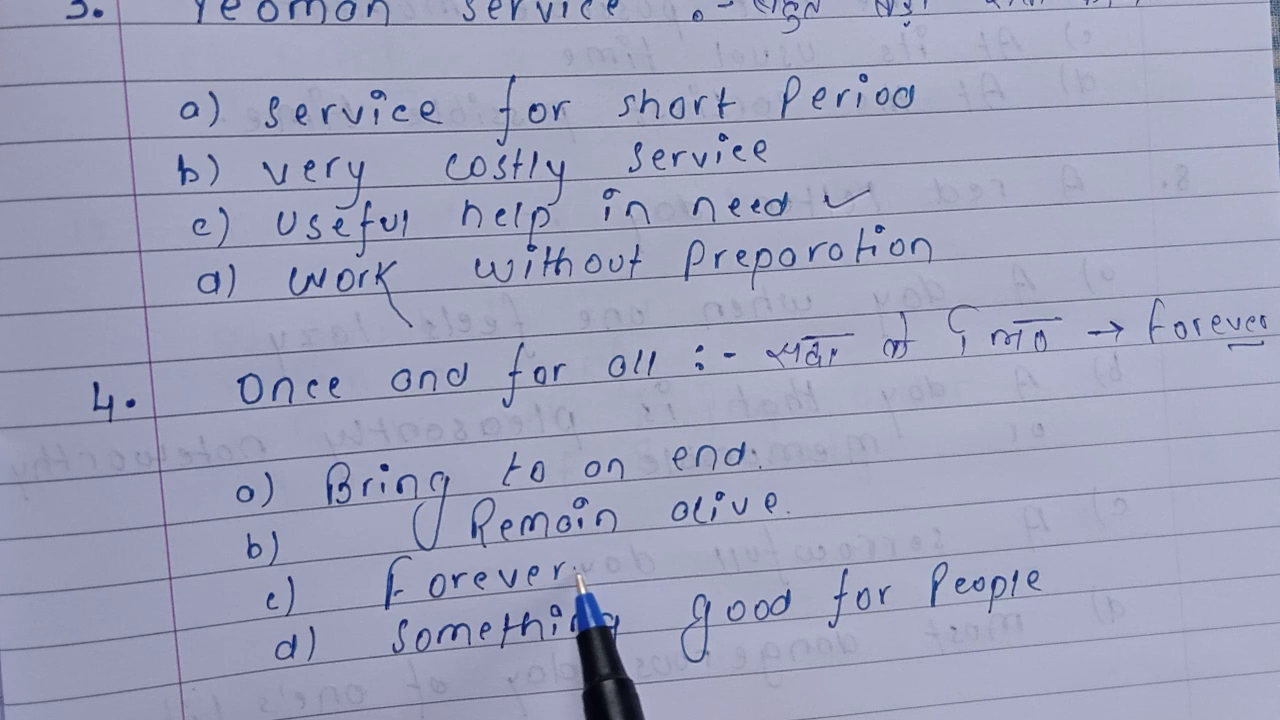 3. Yeoman service :-
a) service for short Period
b) very costly service
c) useful help in need ✓
d) work without Preparation
4. Once and for all :- सदा के लिए → Forever
a) Bring to an end.
b) Remain alive.
c) Forever.
d) something good for People